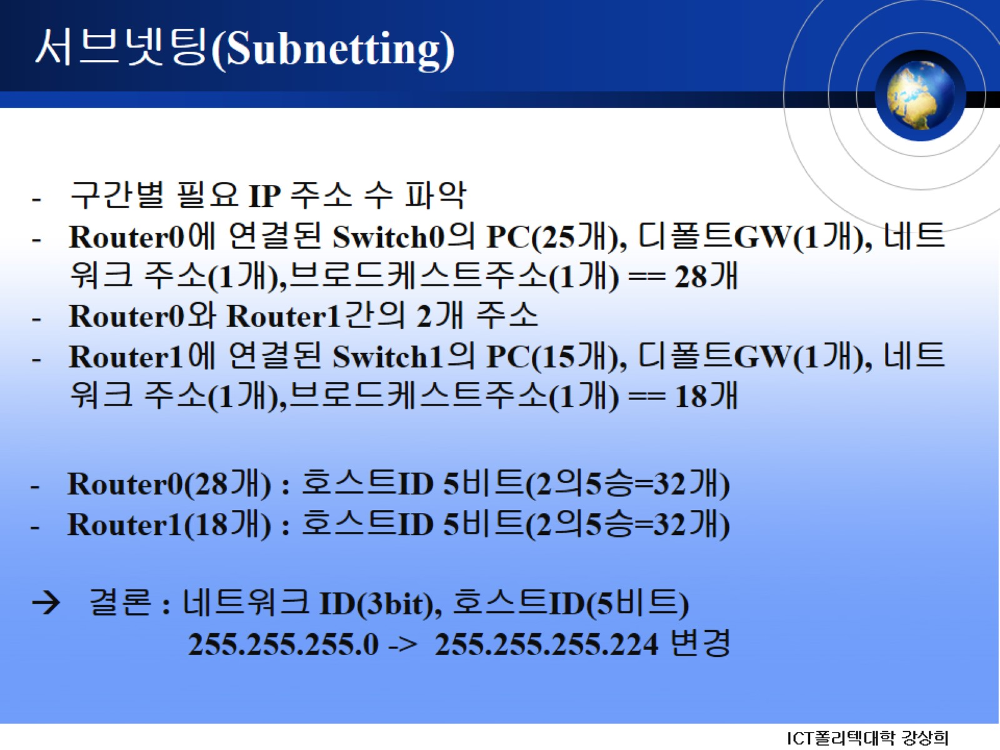 서브넷팅(Subnetting)
- 구간별 필요 IP 주소 수 파악
- Router0에 연결된 Switch0의 PC(25개), 디폴트GW(1개), 네트
워크 주소(1개),브로드케스트주소(1개) == 28개
- Router0와 Router1간의 2개 주소
- Router1에 연결된 Switch1의 PC(15개), 디폴트GW(1개), 네트
워크 주소(1개),브로드케스트주소(1개) == 18개
- Router0(28개) : 호스트ID 5비트(2의5승=32개)
- Router1(18개) : 호스트ID 5비트(2의5승=32개)
→ 결론 : 네트워크 ID(3bit), 호스트ID(5비트)
255.255.255.0 -> 255.255.255.224 변경
ICT폴리텍대학 강상희